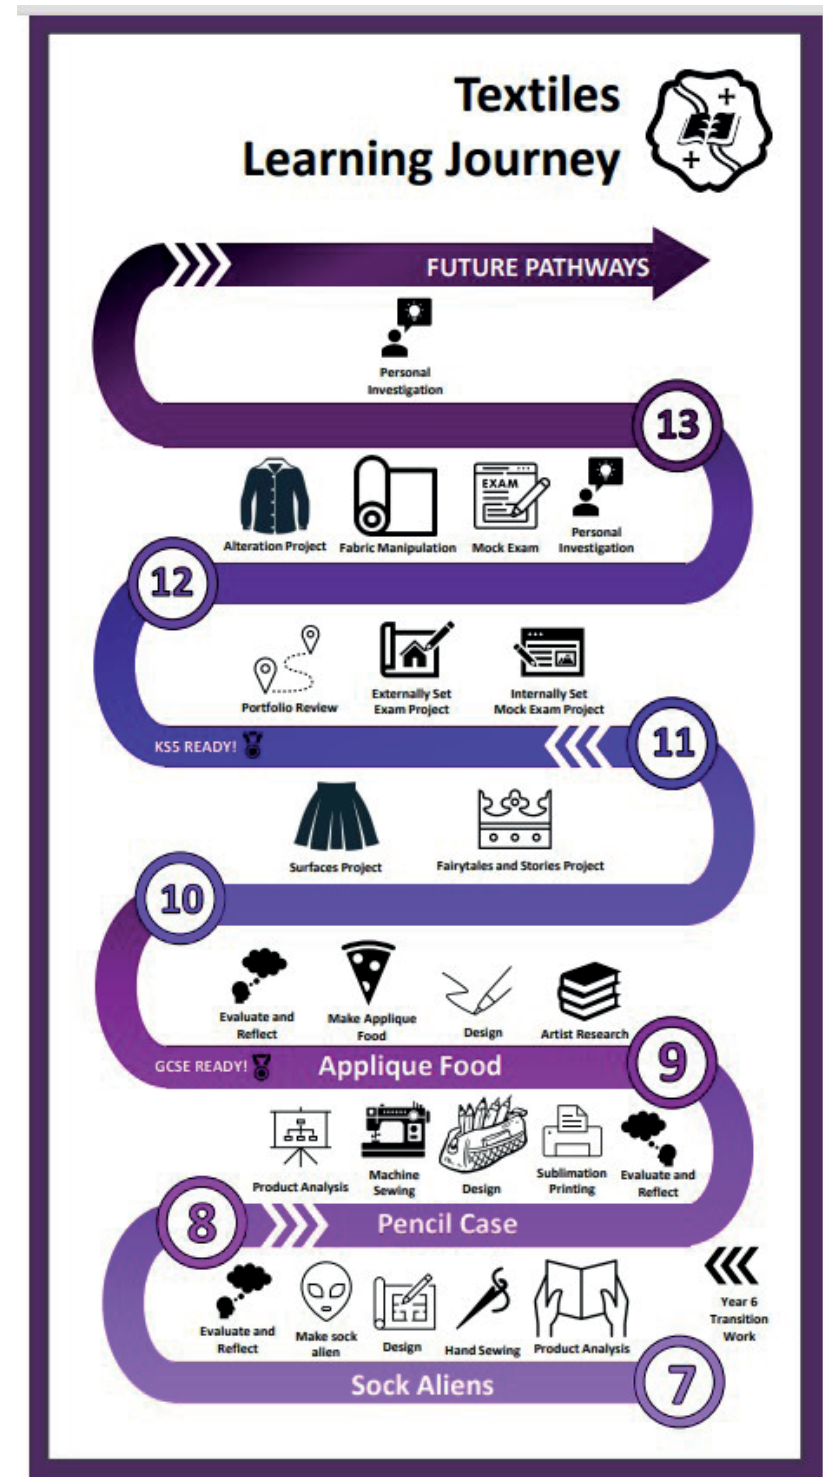 Textiles
Learning Journey
FUTURE PATHWAYS
Personal
Investigation
13
EXAM
Alteration Project
Fabric Manipulation
Mock Exam
Personal
Investigation
12
Portfolio Review
Externally Set
Exam Project
Internally Set
Mock Exam Project
KS5 READY!
11
Surfaces Project
Fairytales and Stories Project
10
Evaluate and
Reflect
Make Applique
Food
Design
Artist Research
GCSE READY!
Applique Food
9
Product Analysis
Machine
Sewing
Design
Sublimation
Printing
Evaluate and
Reflect
8
Pencil Case
Evaluate and
Reflect
Make sock
alien
Design
Hand Sewing
Product Analysis
Year 6
Transition
Work
Sock Aliens
7